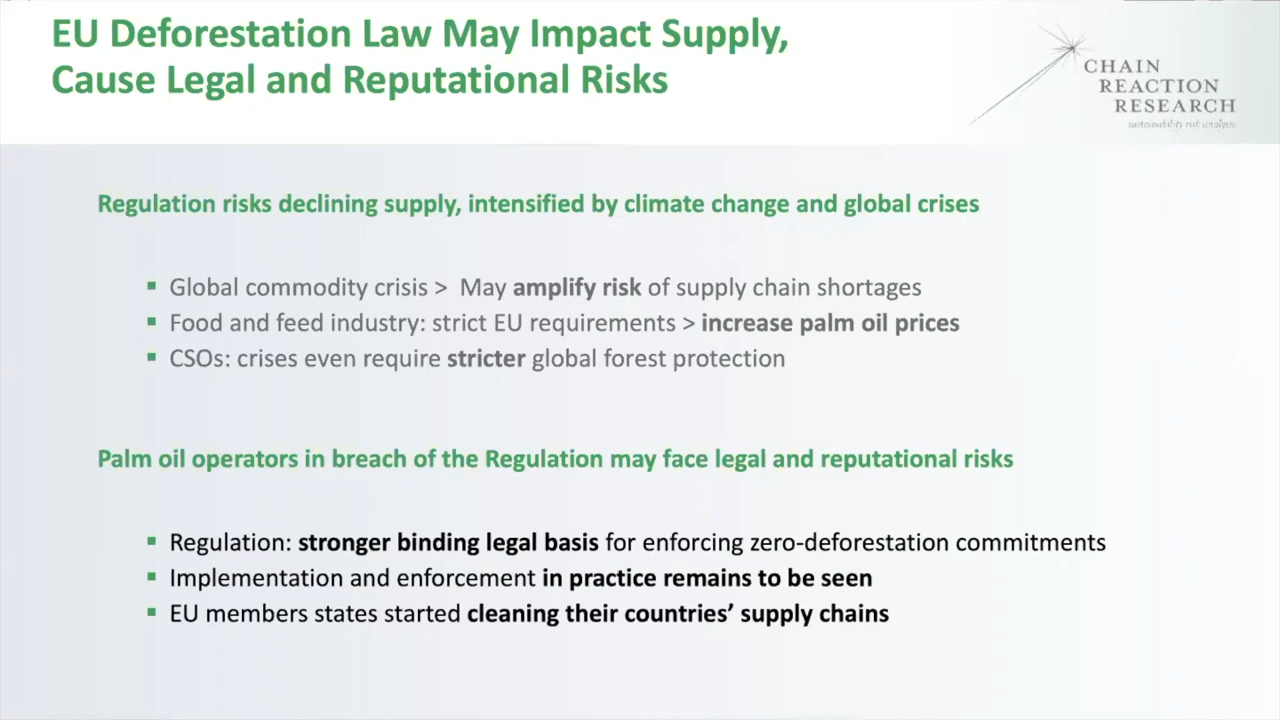 EU Deforestation Law May Impact Supply,
Cause Legal and Reputational Risks
CHAIN
REACTION
RESEARCH
sustainability risk analysis
Regulation risks declining supply, intensified by climate change and global crises
▪ Global commodity crisis > May amplify risk of supply chain shortages
▪ Food and feed industry: strict EU requirements > increase palm oil prices
▪ CSOs: crises even require stricter global forest protection
Palm oil operators in breach of the Regulation may face legal and reputational risks
▪ Regulation: stronger binding legal basis for enforcing zero-deforestation commitments
▪ Implementation and enforcement in practice remains to be seen
▪ EU members states started cleaning their countries’ supply chains